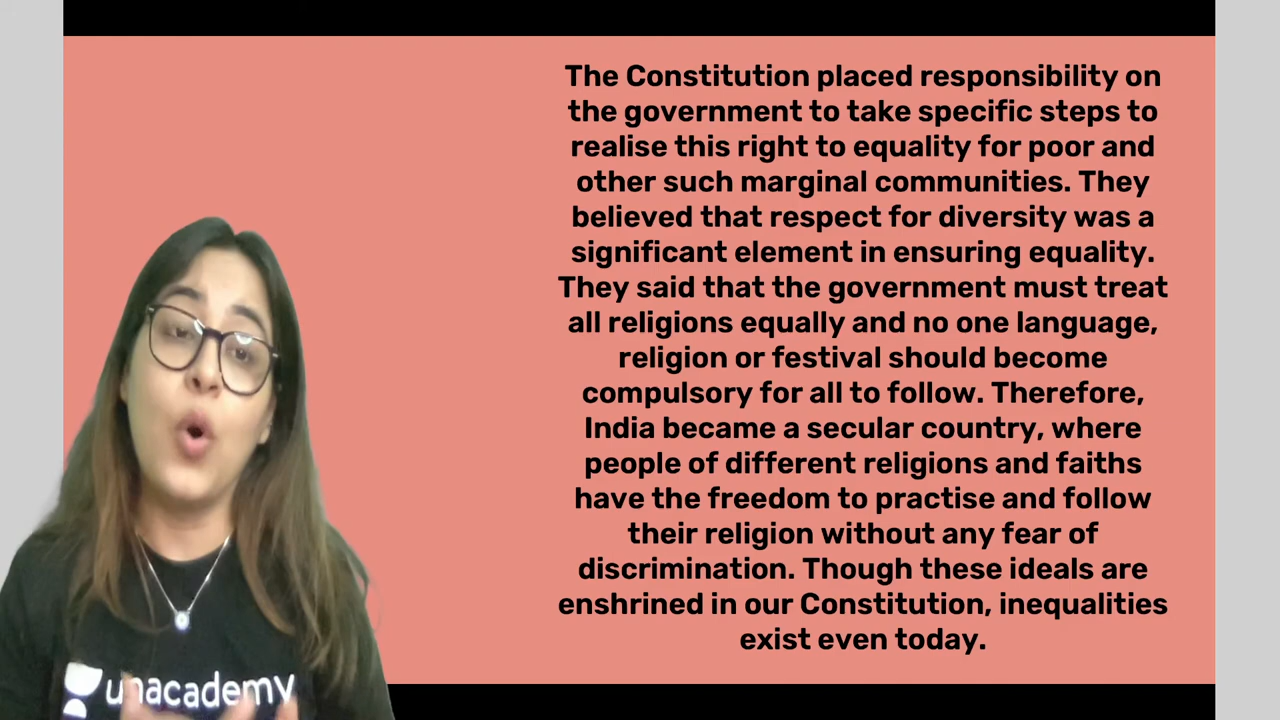 The Constitution placed responsibility on
the government to take specific steps to
realise this right to equality for poor and
other such marginal communities. They
believed that respect for diversity was a
significant element in ensuring equality.
They said that the government must treat
all religions equally and no one language,
religion or festival should become
compulsory for all to follow. Therefore,
India became a secular country, where
people of different religions and faiths
have the freedom to practise and follow
their religion without any fear of
discrimination. Though these ideals are
enshrined in our Constitution, inequalities
exist even today.
unacademy